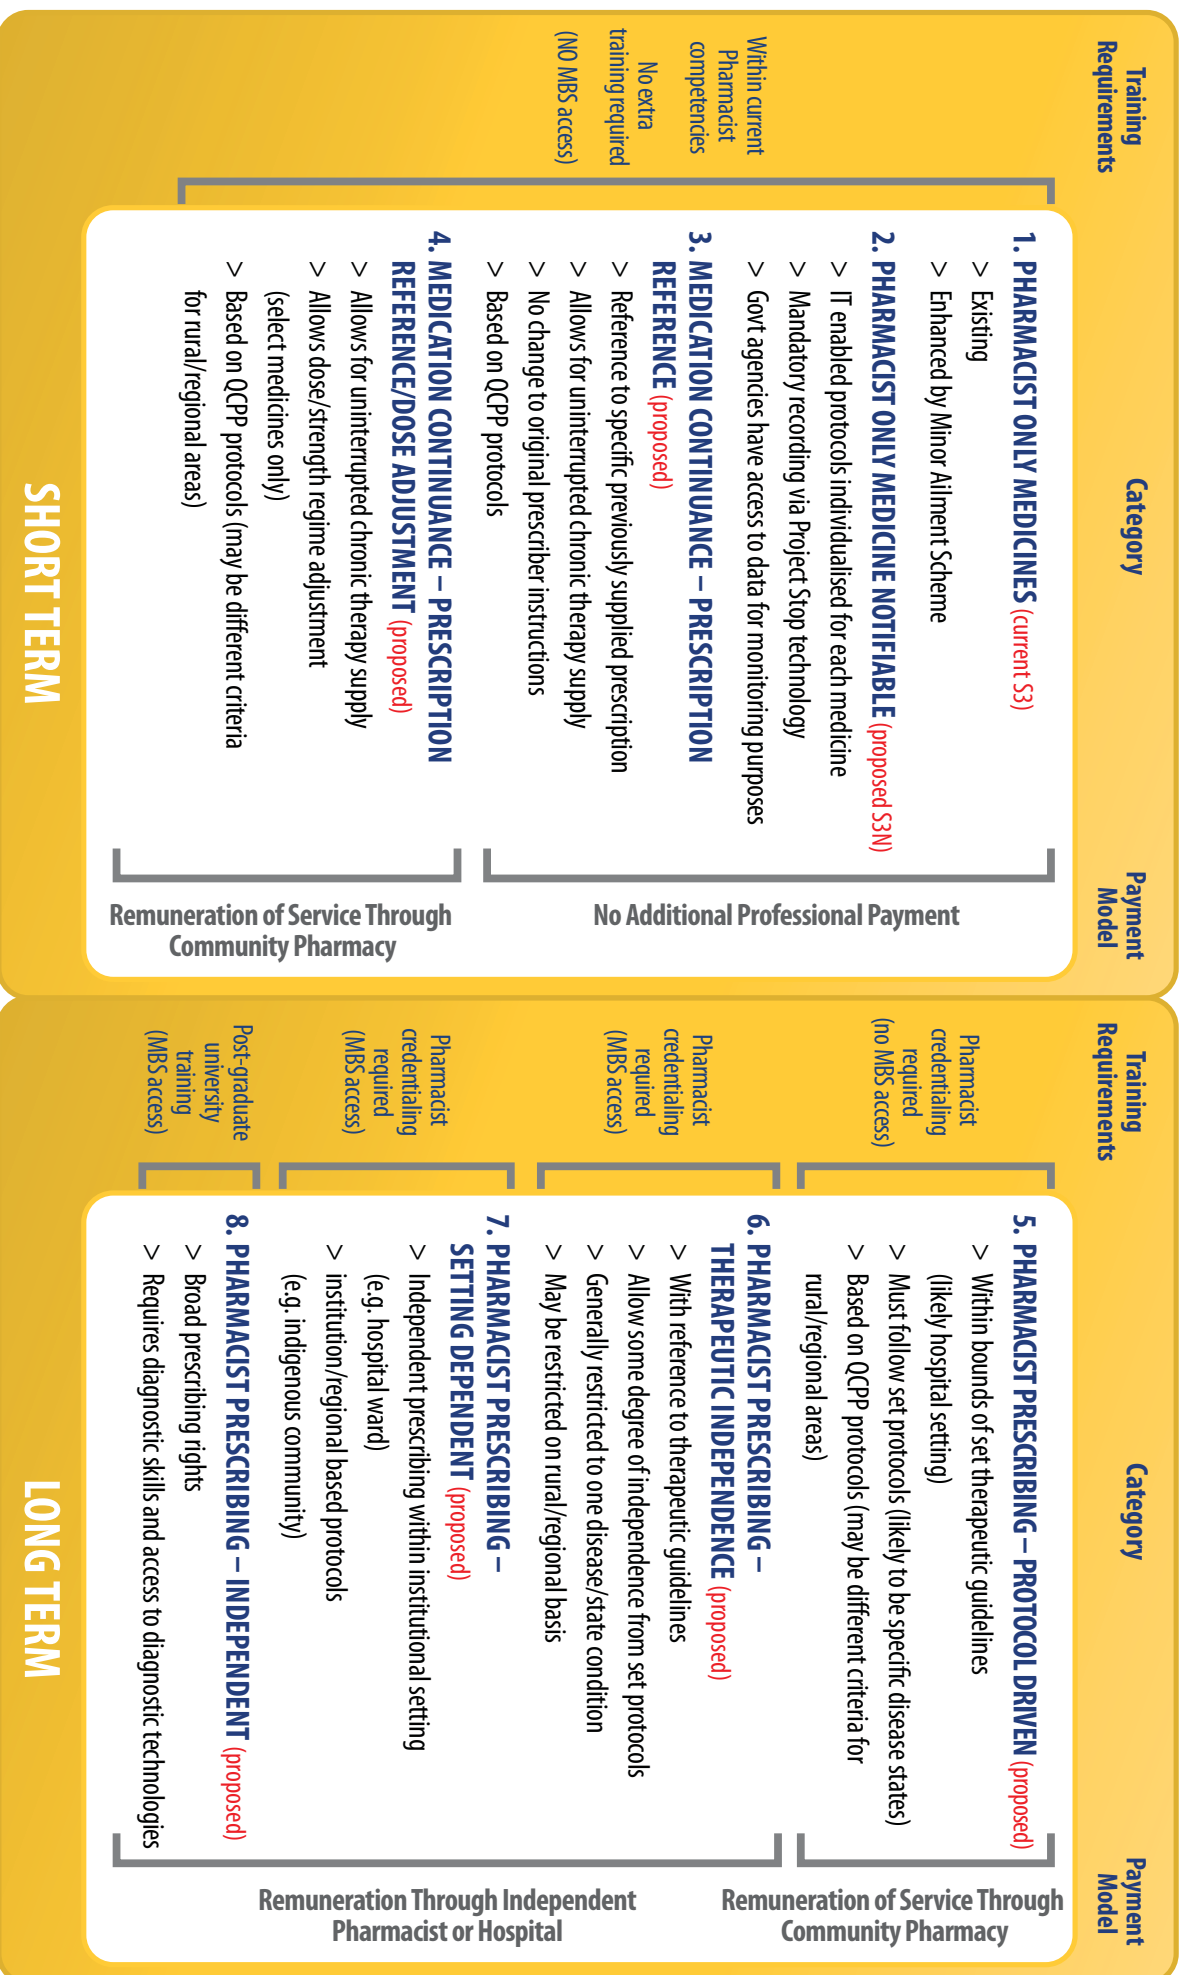 Training
Requirements
Category
Payment
Model
Within current
Pharmacist
competencies
No extra
training required
(NO MBS access)
1. PHARMACIST ONLY MEDICINES (current S3)
> Existing
> Enhanced by Minor Ailment Scheme
2. PHARMACIST ONLY MEDICINE NOTIFIABLE (proposed S3N)
> IT enabled protocols individualised for each medicine
> Mandatory recording via Project Stop technology
> Govt agencies have access to data for monitoring purposes
3. MEDICATION CONTINUANCE – PRESCRIPTION
REFERENCE (proposed)
> Reference to specific previously supplied prescription
> Allows for uninterrupted chronic therapy supply
> No change to original prescriber instructions
> Based on QCPP protocols
4. MEDICATION CONTINUANCE – PRESCRIPTION
REFERENCE/DOSE ADJUSTMENT (proposed)
> Allows for uninterrupted chronic therapy supply
> Allows dose/strength regime adjustment
(select medicines only)
> Based on QCPP protocols (may be different criteria
for rural/regional areas)
No Additional Professional Payment
Remuneration of Service Through
Community Pharmacy
SHORT TERM
Training
Requirements
Category
Payment
Model
Pharmacist
credentialing
required
(no MBS access)
Pharmacist
credentialing
required
(MBS access)
Pharmacist
credentialing
required
(MBS access)
Post-graduate
university
training
(MBS access)
5. PHARMACIST PRESCRIBING – PROTOCOL DRIVEN (proposed)
> Within bounds of set therapeutic guidelines
(likely hospital setting)
> Must follow set protocols (likely to be specific disease states)
> Based on QCPP protocols (may be different criteria for
rural/regional areas)
6. PHARMACIST PRESCRIBING –
THERAPEUTIC INDEPENDENCE (proposed)
> With reference to therapeutic guidelines
> Allow some degree of independence from set protocols
> Generally restricted to one disease/state condition
> May be restricted on rural/regional basis
7. PHARMACIST PRESCRIBING –
SETTING DEPENDENT (proposed)
> Independent prescribing within institutional setting
(e.g. hospital ward)
> institution/regional based protocols
(e.g. indigenous community)
8. PHARMACIST PRESCRIBING – INDEPENDENT (proposed)
> Broad prescribing rights
> Requires diagnostic skills and access to diagnostic technologies
Remuneration of Service Through
Community Pharmacy
Remuneration Through Independent
Pharmacist or Hospital
LONG TERM